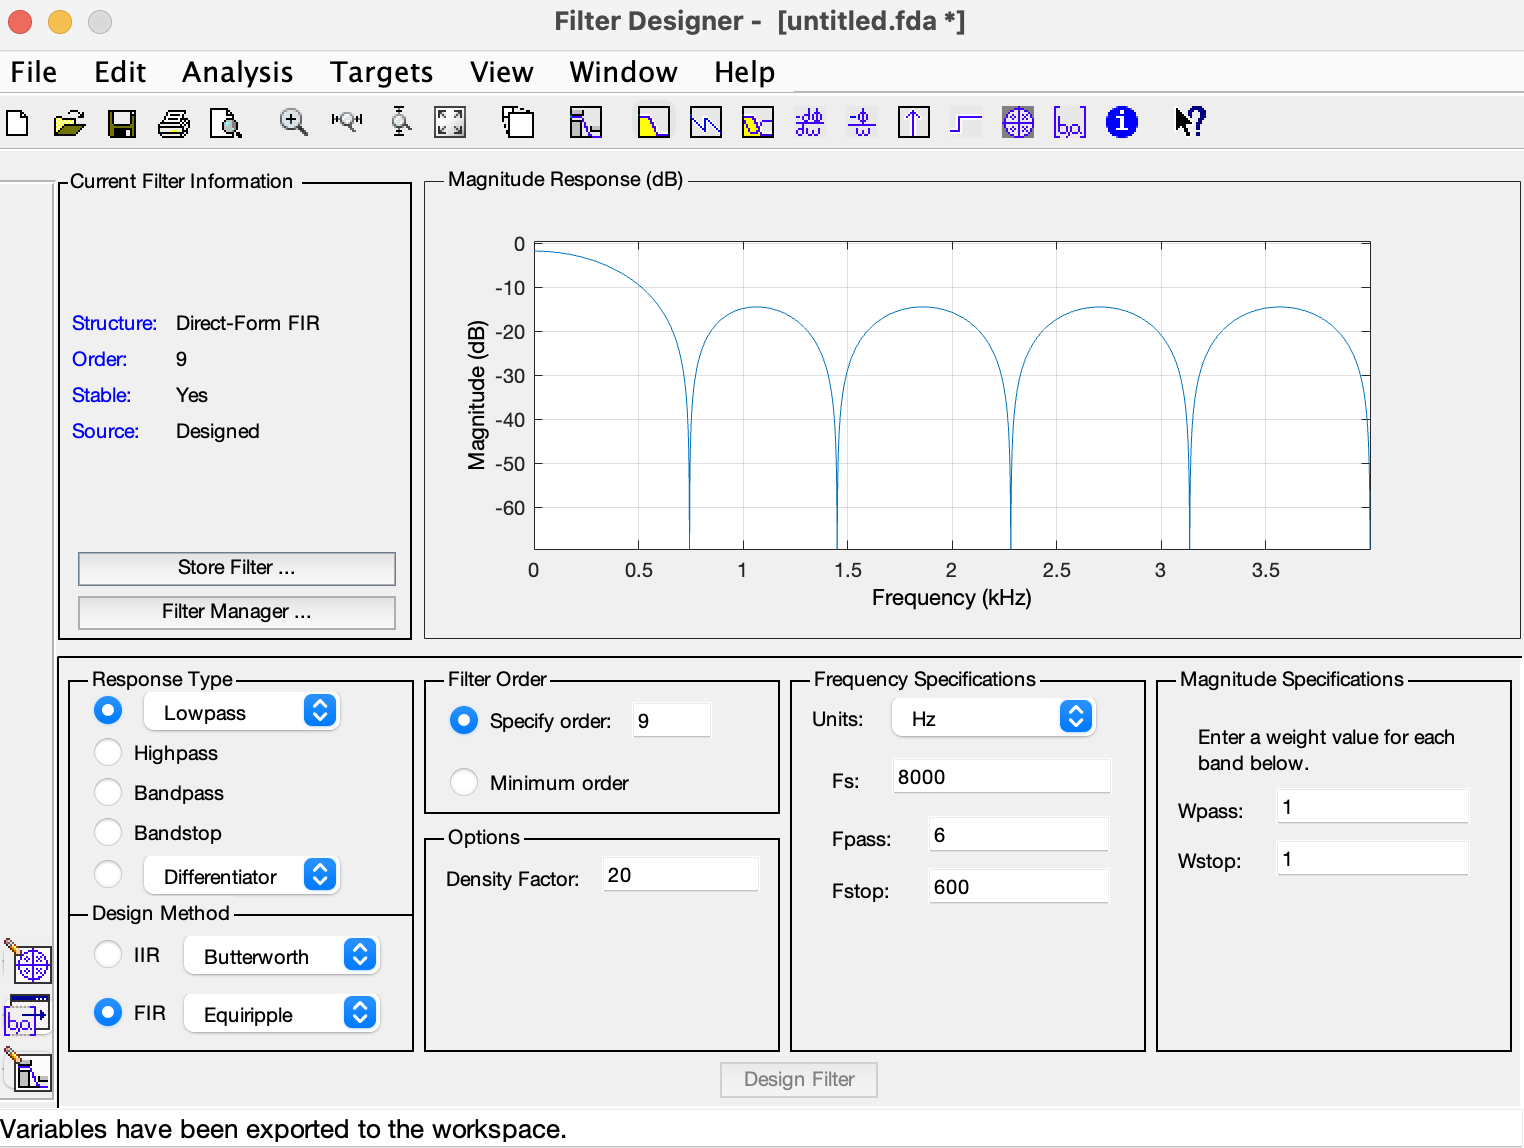 Filter Designer -  [untitled.fda *]
File Edit Analysis Targets View Window Help
Current Filter Information
Structure: Direct-Form FIR
Order: 9
Stable: Yes
Source: Designed
Store Filter ...
Filter Manager ...
Magnitude Response (dB)
0
-10
-20
-30
-40
-50
-60
Magnitude (dB)
0 0.5 1 1.5 2 2.5 3 3.5
Frequency (kHz)
Response Type
Lowpass
Highpass
Bandpass
Bandstop
Differentiator
Design Method
IIR Butterworth
FIR Equiripple
Filter Order
Specify order: 9
Minimum order
Options
Density Factor: 20
Frequency Specifications
Units: Hz
Fs: 8000
Fpass: 6
Fstop: 600
Magnitude Specifications
Enter a weight value for each
band below.
Wpass: 1
Wstop: 1
Design Filter
Variables have been exported to the workspace.